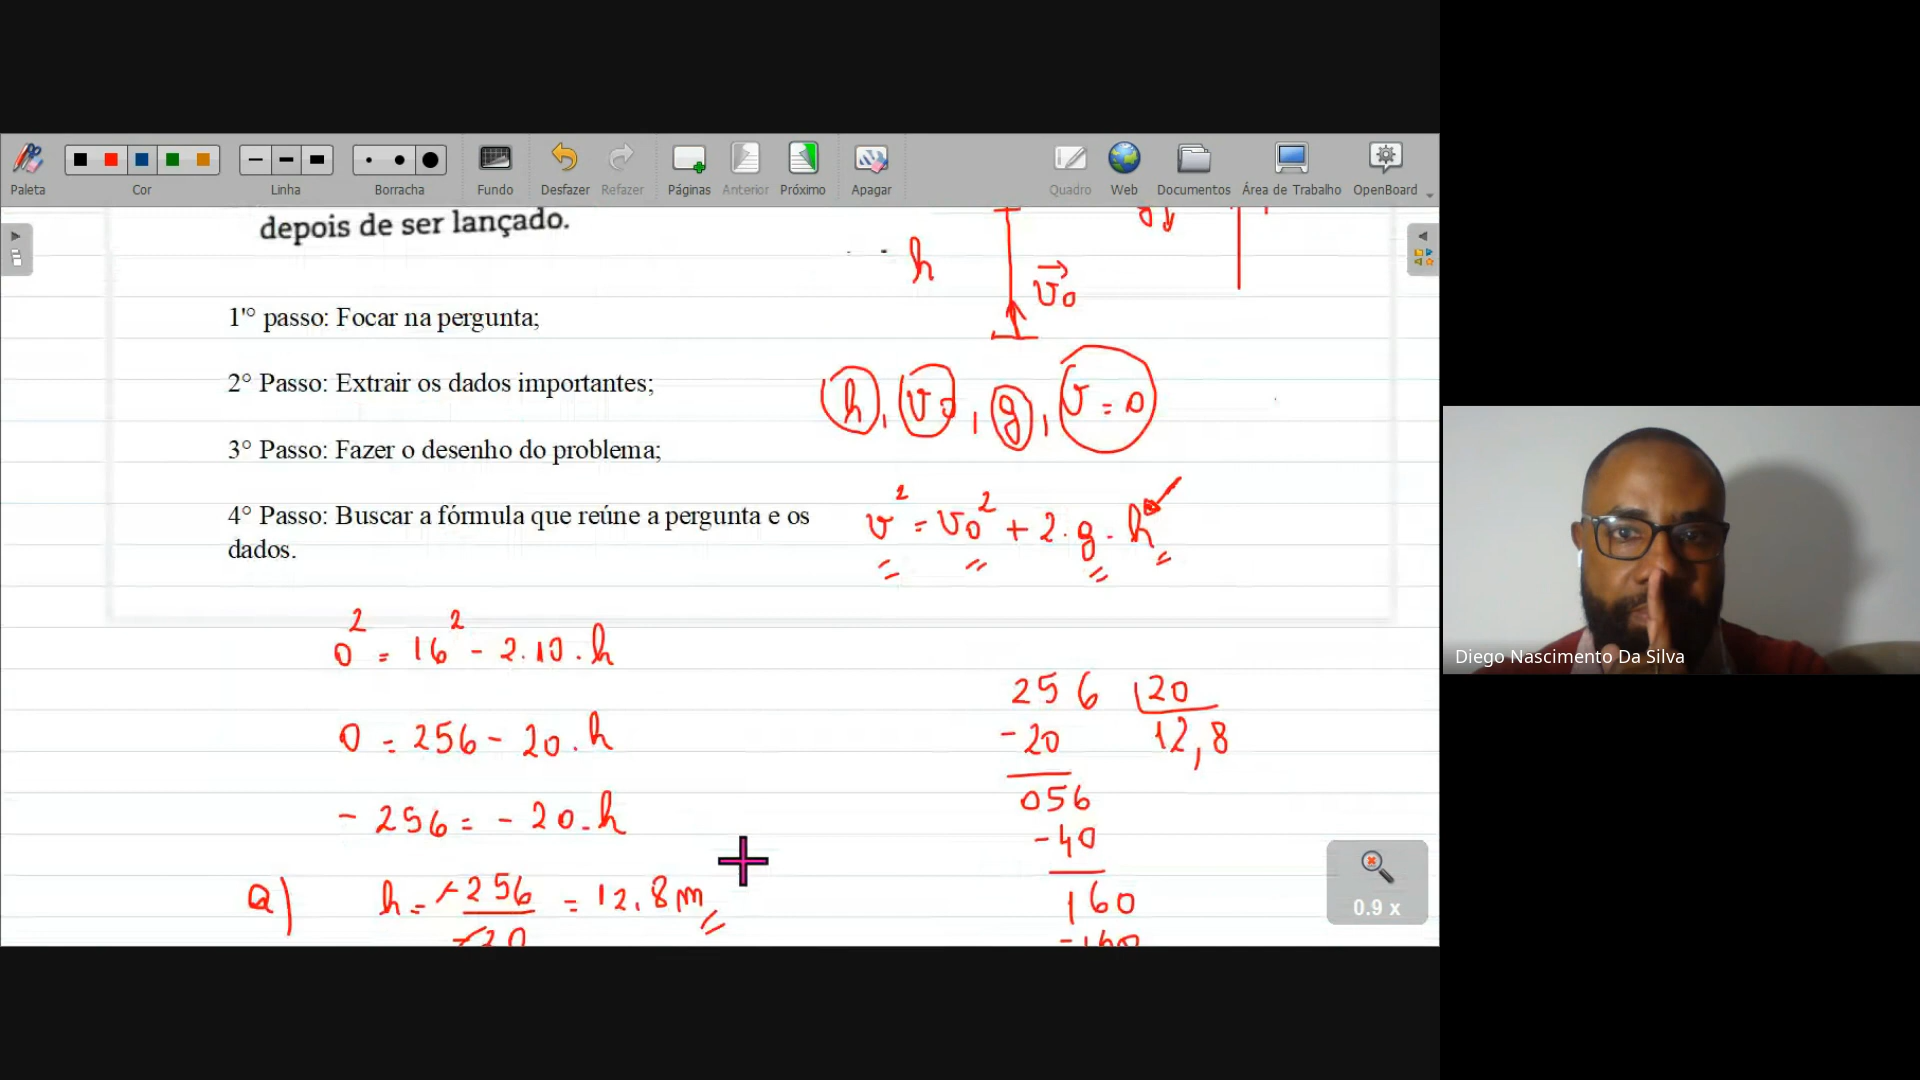 Paleta
Cor
Linha
Borracha
Fundo
Desfazer
Refazer
Páginas
Anterior
Próximo
Apagar
Quadro
Web
Documentos
Área de Trabalho
OpenBoard
depois de ser lançado.
h
v0
1'° passo: Focar na pergunta;
2° Passo: Extrair os dados importantes;
h, v0, g, v = 0
3° Passo: Fazer o desenho do problema;
4° Passo: Buscar a fórmula que reúne a pergunta e os
dados.
v² = v0² + 2.g.h
0² = 16² - 2.10.h
0 = 256 - 20.h
- 256 = - 20.h
a) h = -256 = 12,8m
-20
256 20
-20 12,8
056
-40
160
-160
0.9 x
Diego Nascimento Da Silva